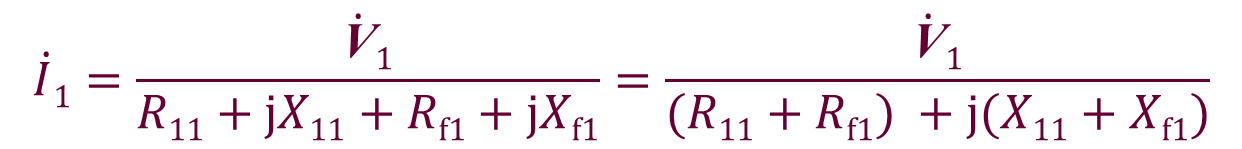 İ₁ = V̇₁ / (R₁₁ + jX₁₁ + R_f1 + jX_f1) = V̇₁ / ((R₁₁ + R_f1) + j(X₁₁ + X_f1))